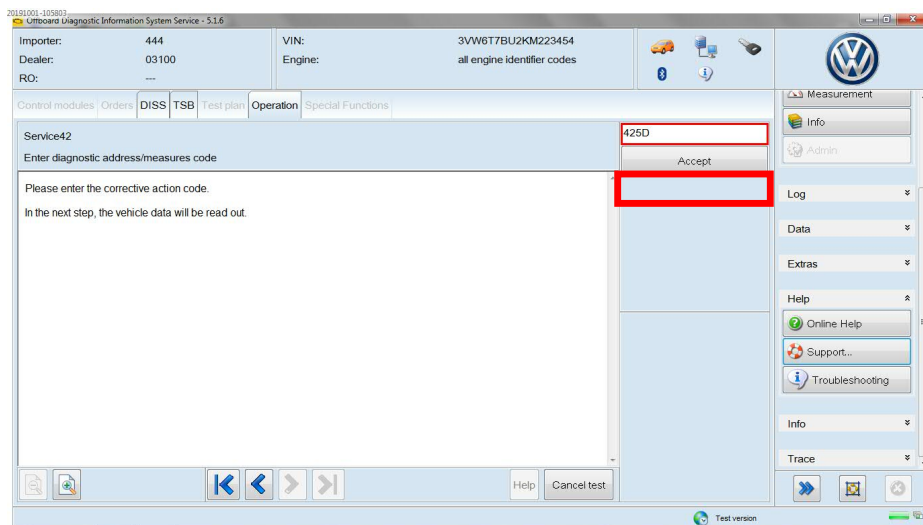 20191001-105803
Offboard Diagnostic Information System Service - 5.1.6
Importer: 444 VIN: 3VW6T7BU2KM223454
Dealer: 03100 Engine: all engine identifier codes
RO: ---
Control modules Orders DISS TSB Test plan Operation Special Functions
Service42
Enter diagnostic address/measures code
425D
Accept
Please enter the corrective action code.
In the next step, the vehicle data will be read out.
Help Cancel test
Measurement
Info
Admin
Log
Data
Extras
Help
Online Help
Support...
Troubleshooting
Info
Trace
Test version